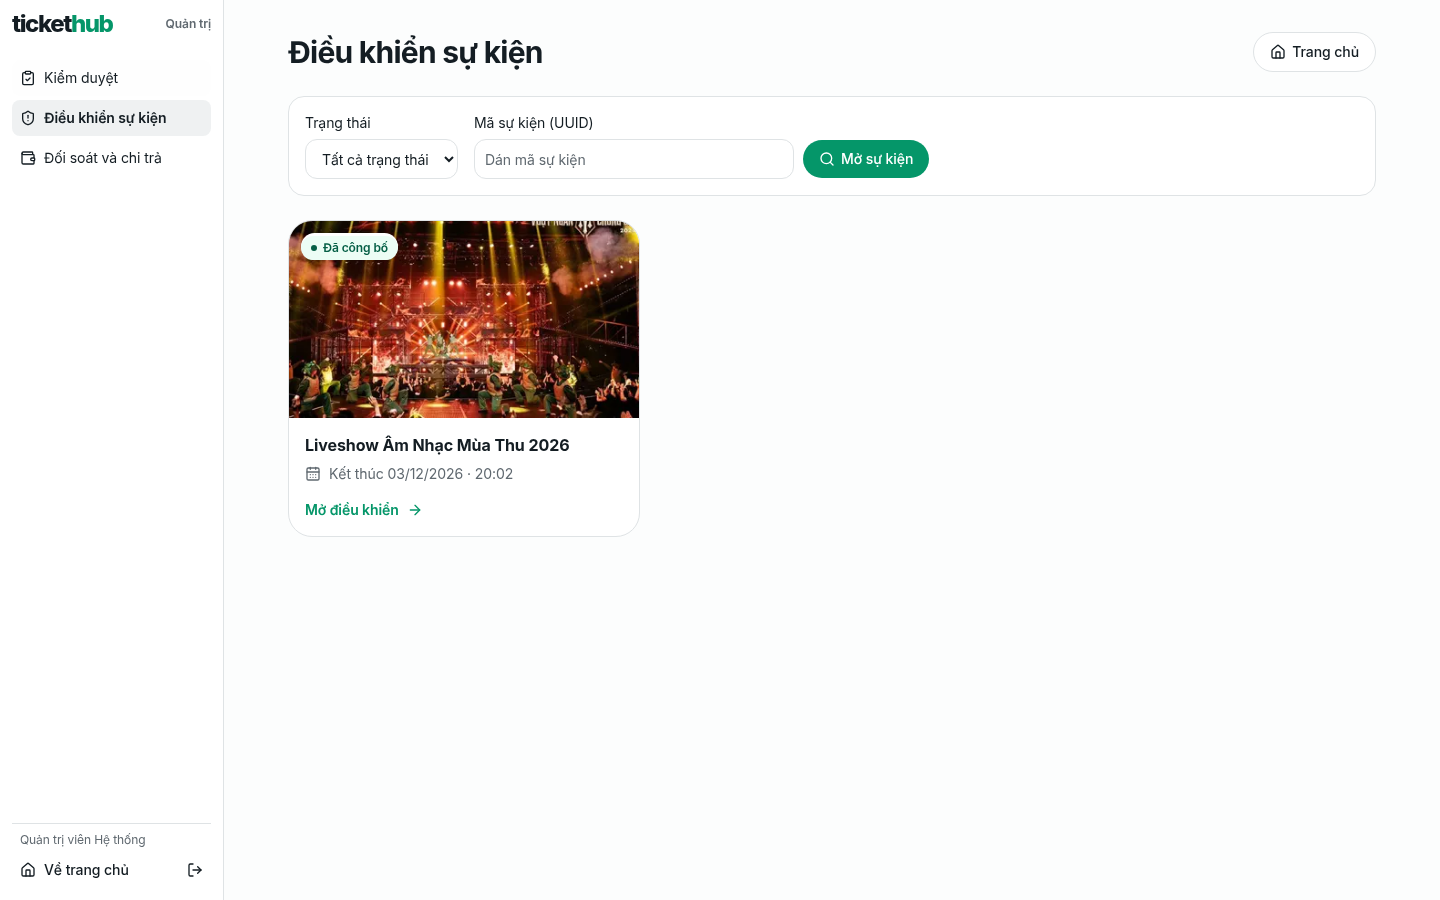 tickethub
Quản trị
Kiểm duyệt
Điều khiển sự kiện
Đối soát và chi trả
Quản trị viên Hệ thống
Về trang chủ
Điều khiển sự kiện
Trang chủ
Trạng thái
Mã sự kiện (UUID)
Tất cả trạng thái
Dán mã sự kiện
Mở sự kiện
Đã công bố
Liveshow Âm Nhạc Mùa Thu 2026
Kết thúc 03/12/2026 · 20:02
Mở điều khiển